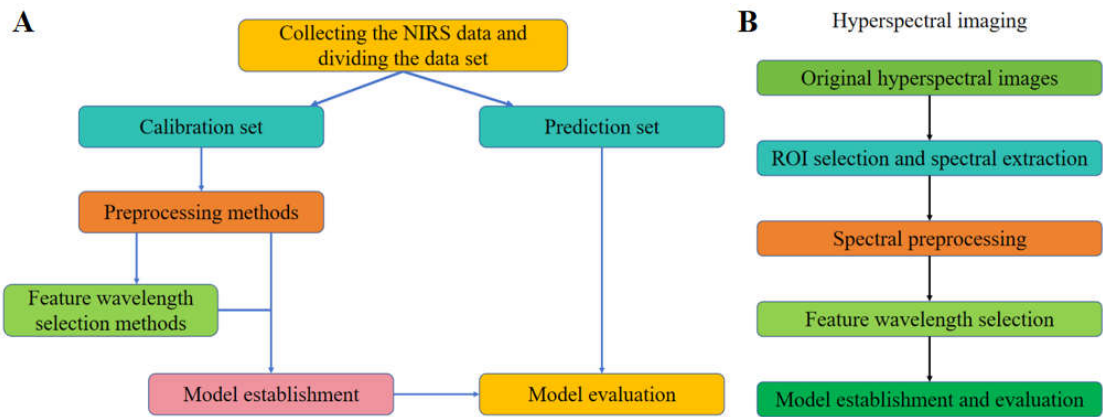 A
Collecting the NIRS data and
dividing the data set
Calibration set
Prediction set
Preprocessing methods
Feature wavelength
selection methods
Model establishment
Model evaluation
B
Hyperspectral imaging
Original hyperspectral images
ROI selection and spectral extraction
Spectral preprocessing
Feature wavelength selection
Model establishment and evaluation